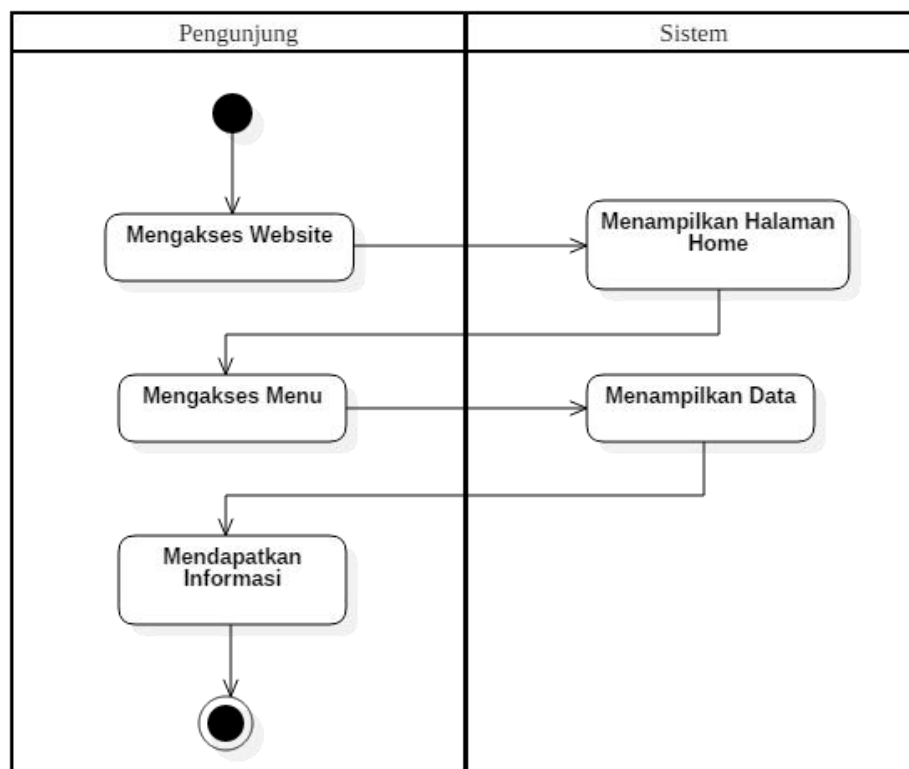 Pengunjung
Sistem
Mengakses Website
Menampilkan Halaman
Home
Mengakses Menu
Menampilkan Data
Mendapatkan
Informasi